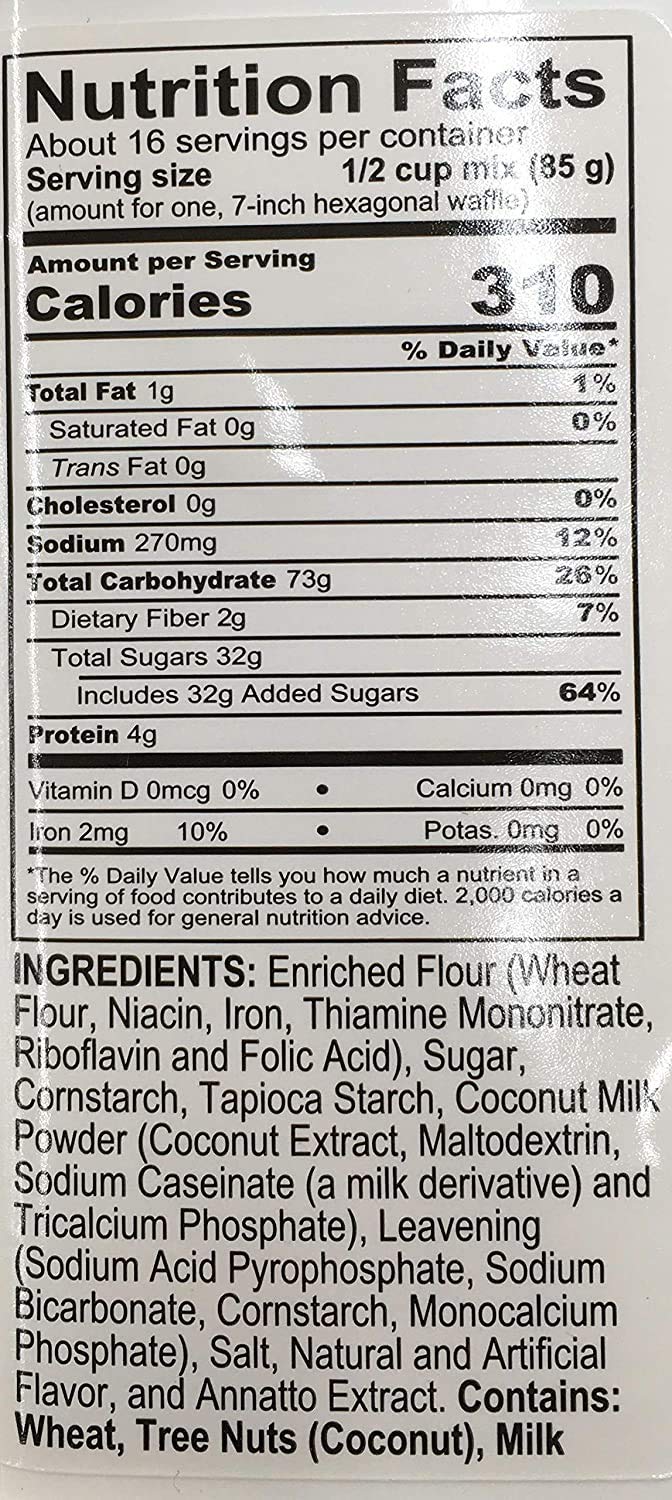 Nutrition Facts
About 16 servings per container
Serving size 1/2 cup mix (85 g)
(amount for one, 7-inch hexagonal waffle)
Amount per Serving
Calories 310
% Daily Value*
Total Fat 1g 1%
Saturated Fat 0g 0%
Trans Fat 0g
Cholesterol 0g 0%
Sodium 270mg 12%
Total Carbohydrate 73g 26%
Dietary Fiber 2g 7%
Total Sugars 32g
Includes 32g Added Sugars 64%
Protein 4g
Vitamin D 0mcg 0% • Calcium 0mg 0%
Iron 2mg 10% • Potas. 0mg 0%
*The % Daily Value tells you how much a nutrient in a
serving of food contributes to a daily diet. 2,000 calories a
day is used for general nutrition advice.
INGREDIENTS: Enriched Flour (Wheat
Flour, Niacin, Iron, Thiamine Mononitrate,
Riboflavin and Folic Acid), Sugar,
Cornstarch, Tapioca Starch, Coconut Milk
Powder (Coconut Extract, Maltodextrin,
Sodium Caseinate (a milk derivative) and
Tricalcium Phosphate), Leavening
(Sodium Acid Pyrophosphate, Sodium
Bicarbonate, Cornstarch, Monocalcium
Phosphate), Salt, Natural and Artificial
Flavor, and Annatto Extract. Contains:
Wheat, Tree Nuts (Coconut), Milk